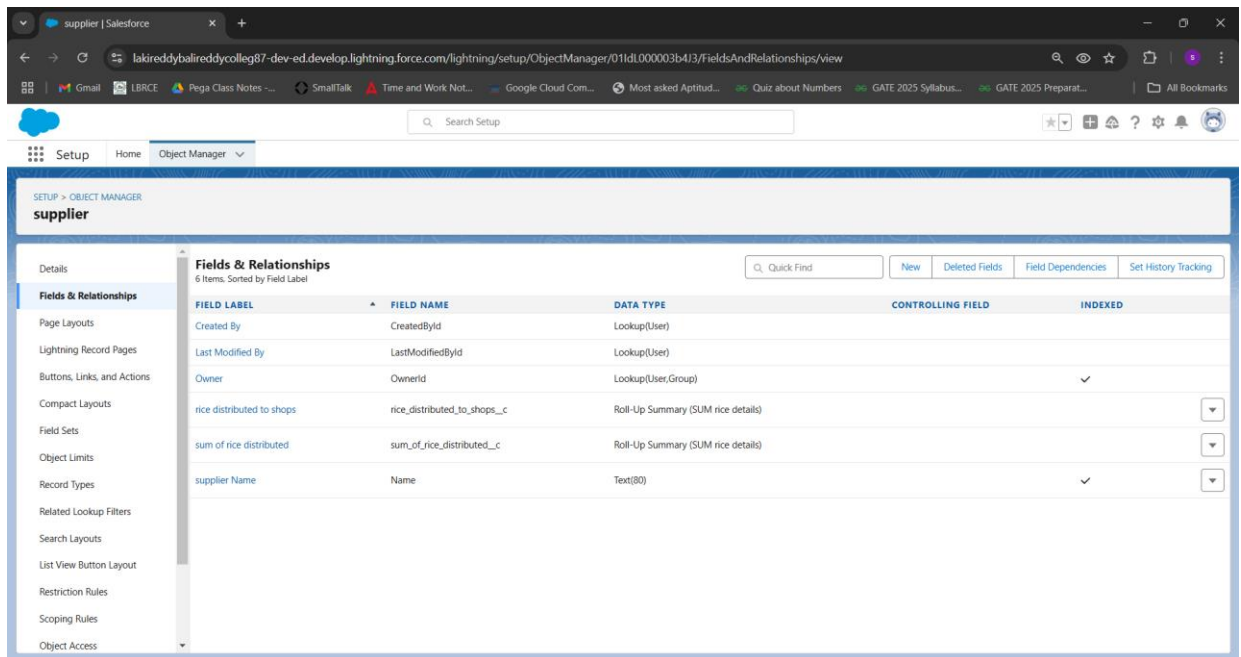 supplier | Salesforce
lakireddybalireddycolleg87-dev-ed.develop.lightning.force.com/lightning/setup/ObjectManager/01IdL000003b4J3/FieldsAndRelationships/view
Gmail LBRCE Pega Class Notes -... SmallTalk Time and Work Not... Google Cloud Com... Most asked Aptitud... Quiz about Numbers GATE 2025 Syllabus... GATE 2025 Preparat... All Bookmarks
Search Setup
Setup Home Object Manager
SETUP > OBJECT MANAGER
supplier
Details
Fields & Relationships
Page Layouts
Lightning Record Pages
Buttons, Links, and Actions
Compact Layouts
Field Sets
Object Limits
Record Types
Related Lookup Filters
Search Layouts
List View Button Layout
Restriction Rules
Scoping Rules
Object Access
Fields & Relationships
6 Items, Sorted by Field Label
Quick Find New Deleted Fields Field Dependencies Set History Tracking
FIELD LABEL FIELD NAME DATA TYPE CONTROLLING FIELD INDEXED
Created By CreatedById Lookup(User)
Last Modified By LastModifiedById Lookup(User)
Owner OwnerId Lookup(User,Group)
rice distributed to shops rice_distributed_to_shops__c Roll-Up Summary (SUM rice details)
sum of rice distributed sum_of_rice_distributed__c Roll-Up Summary (SUM rice details)
supplier Name Name Text(80)